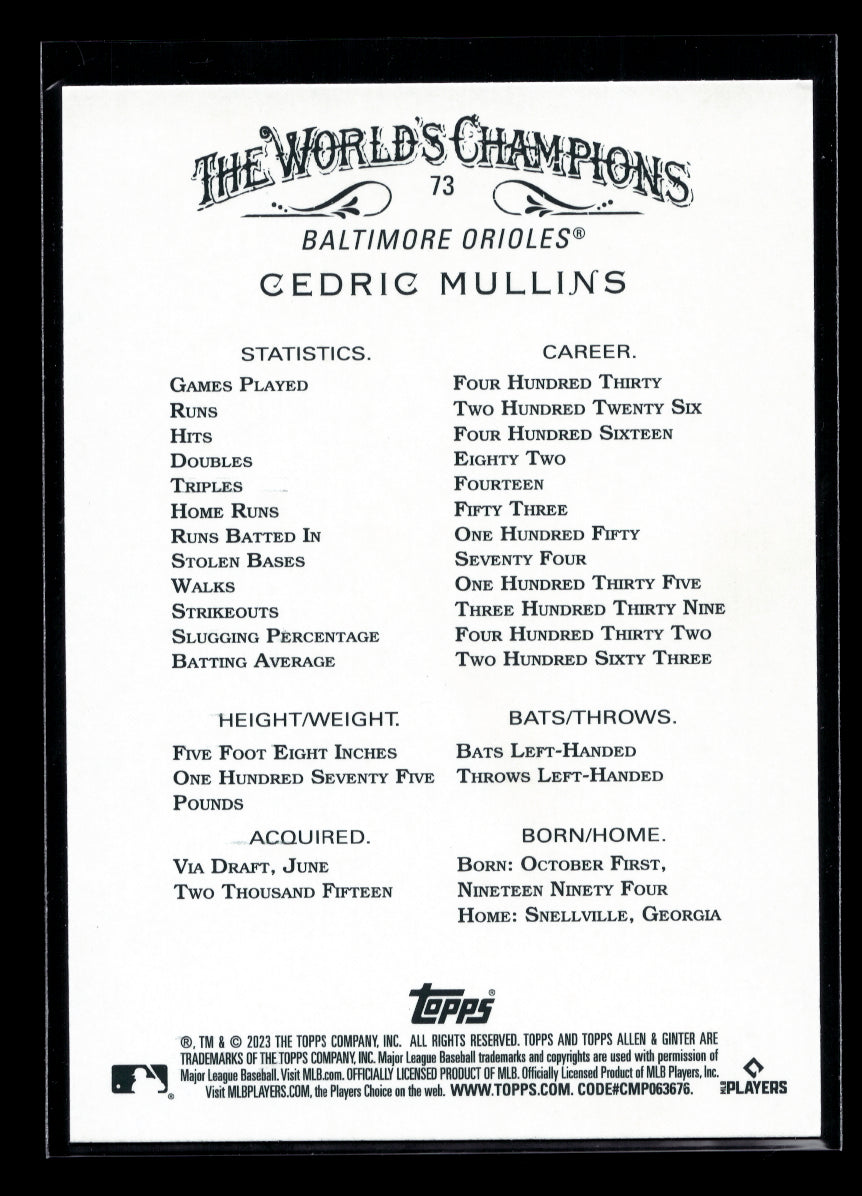 THE WORLD'S CHAMPIONS
73
BALTIMORE ORIOLES®
CEDRIC MULLINS
STATISTICS. CAREER.
GAMES PLAYED FOUR HUNDRED THIRTY
RUNS TWO HUNDRED TWENTY SIX
HITS FOUR HUNDRED SIXTEEN
DOUBLES EIGHTY TWO
TRIPLES FOURTEEN
HOME RUNS FIFTY THREE
RUNS BATTED IN ONE HUNDRED FIFTY
STOLEN BASES SEVENTY FOUR
WALKS ONE HUNDRED THIRTY FIVE
STRIKEOUTS THREE HUNDRED THIRTY NINE
SLUGGING PERCENTAGE FOUR HUNDRED THIRTY TWO
BATTING AVERAGE TWO HUNDRED SIXTY THREE
HEIGHT/WEIGHT. BATS/THROWS.
FIVE FOOT EIGHT INCHES BATS LEFT-HANDED
ONE HUNDRED SEVENTY FIVE THROWS LEFT-HANDED
POUNDS
ACQUIRED. BORN/HOME.
VIA DRAFT, JUNE BORN: OCTOBER FIRST,
TWO THOUSAND FIFTEEN NINETEEN NINETY FOUR
HOME: SNELLVILLE, GEORGIA
topps®
®, TM & © 2023 THE TOPPS COMPANY, INC. ALL RIGHTS RESERVED. TOPPS AND TOPPS ALLEN & GINTER ARE
TRADEMARKS OF THE TOPPS COMPANY, INC. Major League Baseball trademarks and copyrights are used with permission of
Major League Baseball. Visit MLB.com. OFFICIALLY LICENSED PRODUCT OF MLB. Officially Licensed Product of MLB Players, Inc.
Visit MLBPLAYERS.COM, the Players Choice on the web. WWW.TOPPS.COM. CODE#CMP063676.
®
MLB PLAYERS